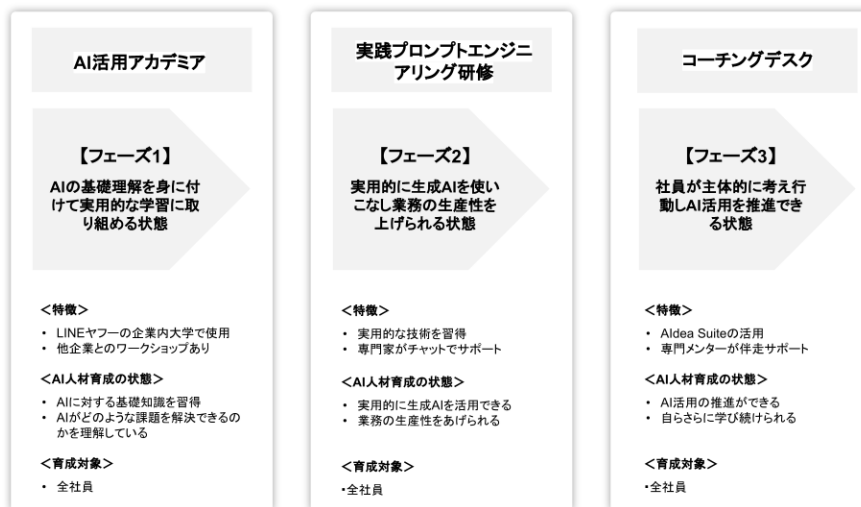 AI活用アカデミア
【フェーズ1】
AIの基礎理解を身に付
けて実用的な学習に取
り組める状態
＜特徴＞
• LINEヤフーの企業内大学で使用
• 他企業とのワークショップあり
＜AI人材育成の状態＞
• AIに対する基礎知識を習得
• AIがどのような課題を解決できるの
かを理解している
＜育成対象＞
• 全社員
実践プロンプトエンジニ
アリング研修
【フェーズ2】
実用的に生成AIを使い
こなし業務の生産性を
上げられる状態
＜特徴＞
• 実用的な技術を習得
• 専門家がチャットでサポート
＜AI人材育成の状態＞
• 実用的に生成AIを活用できる
• 業務の生産性をあげられる
＜育成対象＞
・全社員
コーチングデスク
【フェーズ3】
社員が主体的に考え行
動しAI活用を推進でき
る状態
＜特徴＞
• AIdea Suiteの活用
• 専門メンターが伴走サポート
＜AI人材育成の状態＞
• AI活用の推進ができる
• 自らさらに学び続けられる
＜育成対象＞
・全社員